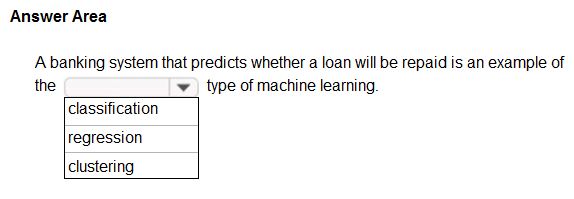 Answer Area
A banking system that predicts whether a loan will be repaid is an example of
the type of machine learning.
classification
regression
clustering